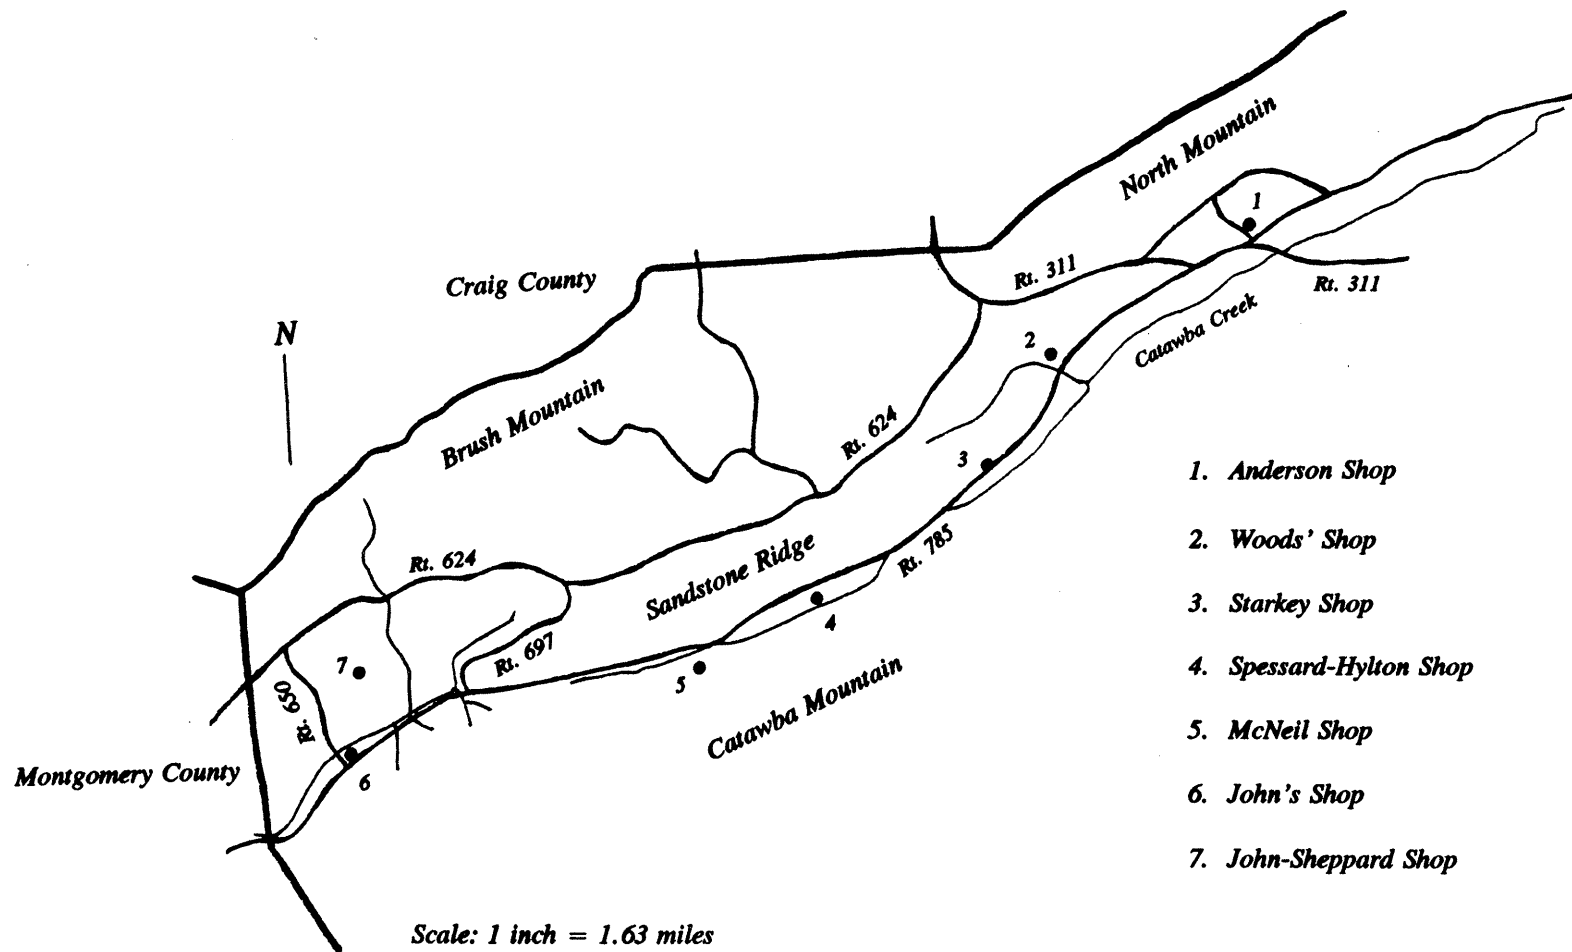 North Mountain
1
Craig County
Rt. 311
Rt. 311
N
Catawba Creek
2
Brush Mountain
Rt. 624
3
1. Anderson Shop
2. Woods' Shop
Rt. 785
Rt. 624
Sandstone Ridge
3. Starkey Shop
4
Rt. 697
7
5
4. Spessard-Hylton Shop
Rt. 650
Catawba Mountain
5. McNeil Shop
Montgomery County
6
6. John's Shop
7. John-Sheppard Shop
Scale: 1 inch = 1.63 miles